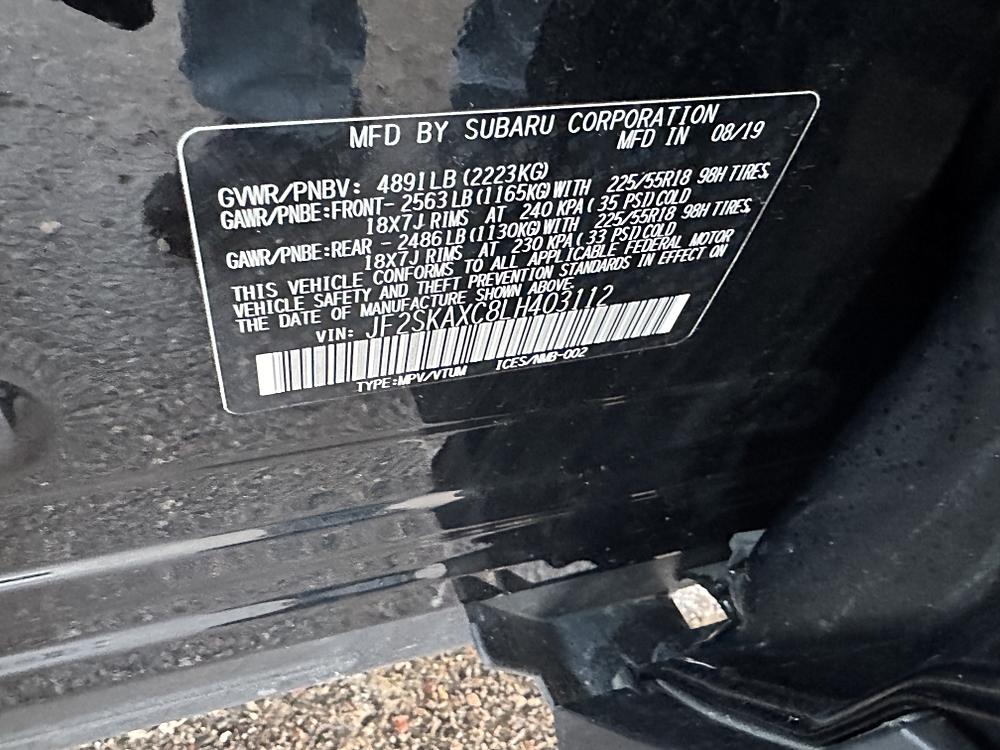 MFD BY SUBARU CORPORATION
MFD IN 08/19
GVWR/PNBV: 4891LB (2223KG)
GAWR/PNBE:FRONT- 2563LB (1165KG) WITH 225/55R18 98H TIRES,
18X7J RIMS AT 240 KPA ( 35 PSI) COLD
GAWR/PNBE:REAR - 2486LB (1130KG) WITH 225/55R18 98H TIRES,
18X7J RIMS AT 230 KPA ( 33 PSI) COLD
THIS VEHICLE CONFORMS TO ALL APPLICABLE FEDERAL MOTOR
VEHICLE SAFETY AND THEFT PREVENTION STANDARDS IN EFFECT ON
THE DATE OF MANUFACTURE SHOWN ABOVE.
VIN: JF2SKAXC8LH403112
TYPE:MPV/VTUM ICES/NMB-002